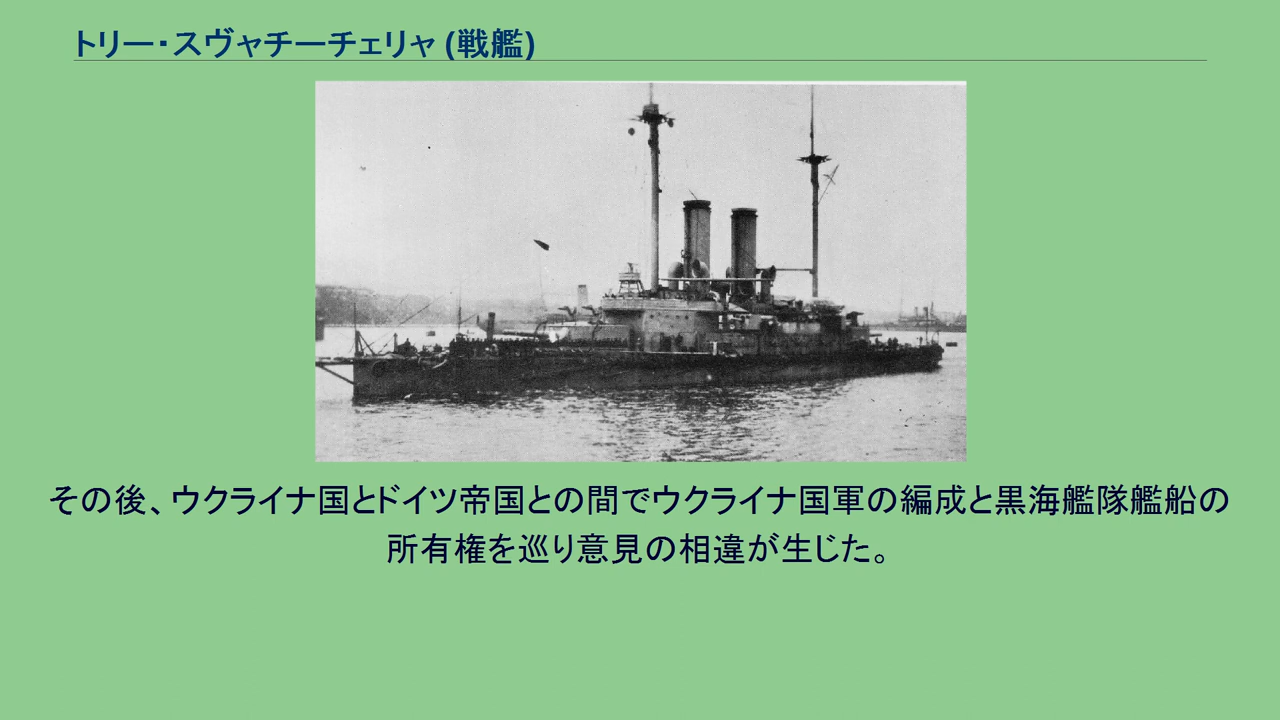 トリー・スヴャチーチェリャ (戦艦)
その後、ウクライナ国とドイツ帝国との間でウクライナ国軍の編成と黒海艦隊艦船の
所有権を巡り意見の相違が生じた。